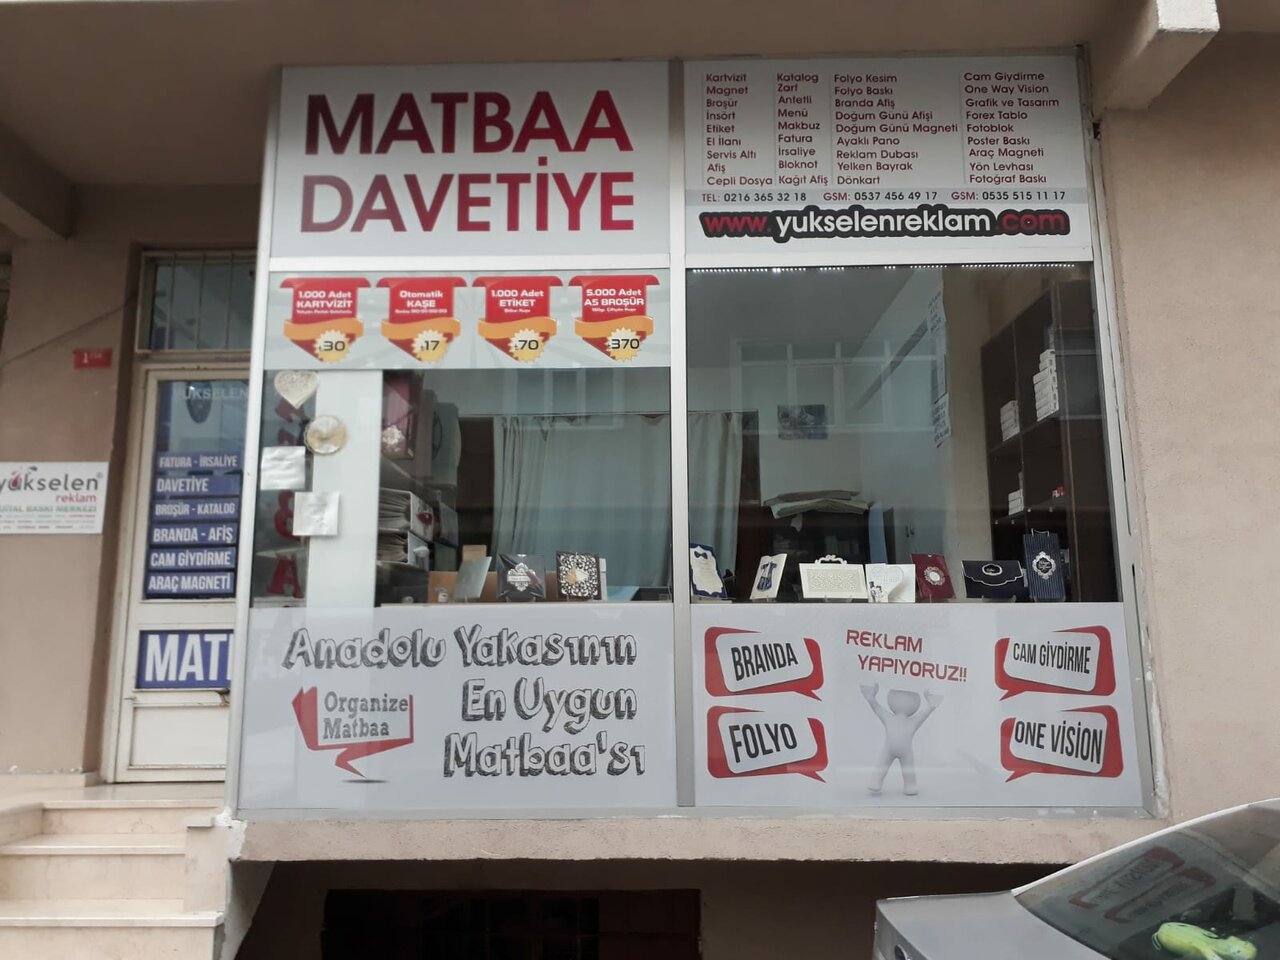 MATBAA
DAVETİYE
Kartvizit
Magnet
Broşür
İnsört
Etiket
El İlanı
Servis Altı
Afiş
Cepli Dosya
Katalog
Zarf
Antetli
Menü
Makbuz
Fatura
İrsaliye
Bloknot
Kağıt Afiş
Folyo Kesim
Folyo Baskı
Branda Afiş
Doğum Günü Afişi
Doğum Günü Magneti
Ayaklı Pano
Reklam Dubası
Yelken Bayrak
Dönkart
Cam Giydirme
One Way Vision
Grafik ve Tasarım
Forex Tablo
Fotoblok
Poster Baskı
Araç Magneti
Yön Levhası
Fotoğraf Baskı
TEL: 0216 365 32 18 GSM: 0537 456 49 17 GSM: 0535 515 11 17
www.yukselenreklam.com
1.000 Adet
KARTVİZİT
₺30
Otomatik
KAŞE
₺17
1.000 Adet
ETİKET
₺70
5.000 Adet
A5 BROŞÜR
₺370
YÜKSELEN
FATURA - İRSALİYE
DAVETİYE
BROŞÜR - KATALOG
BRANDA - AFİŞ
CAM GİYDİRME
ARAÇ MAGNETİ
MATI
yükselen
reklam
Anadolu Yakasının
En Uygun
Matbaa'sı
Organize
Matbaa
BRANDA
FOLYO
REKLAM
YAPIYORUZ!!
CAM GİYDİRME
ONE VİSİON